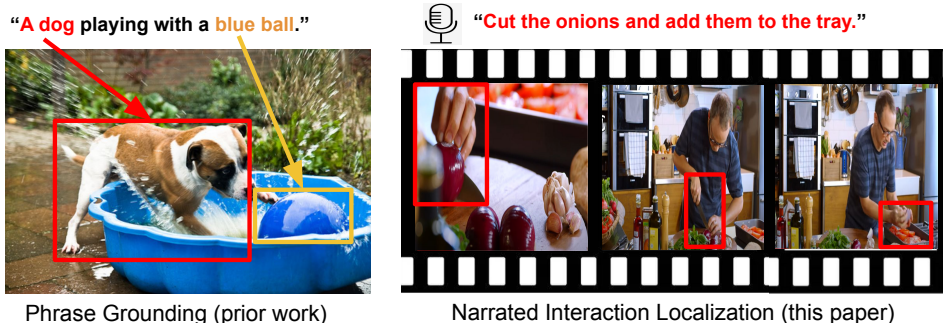 “A dog playing with a blue ball.”
“Cut the onions and add them to the tray.”
Phrase Grounding (prior work)
Narrated Interaction Localization (this paper)